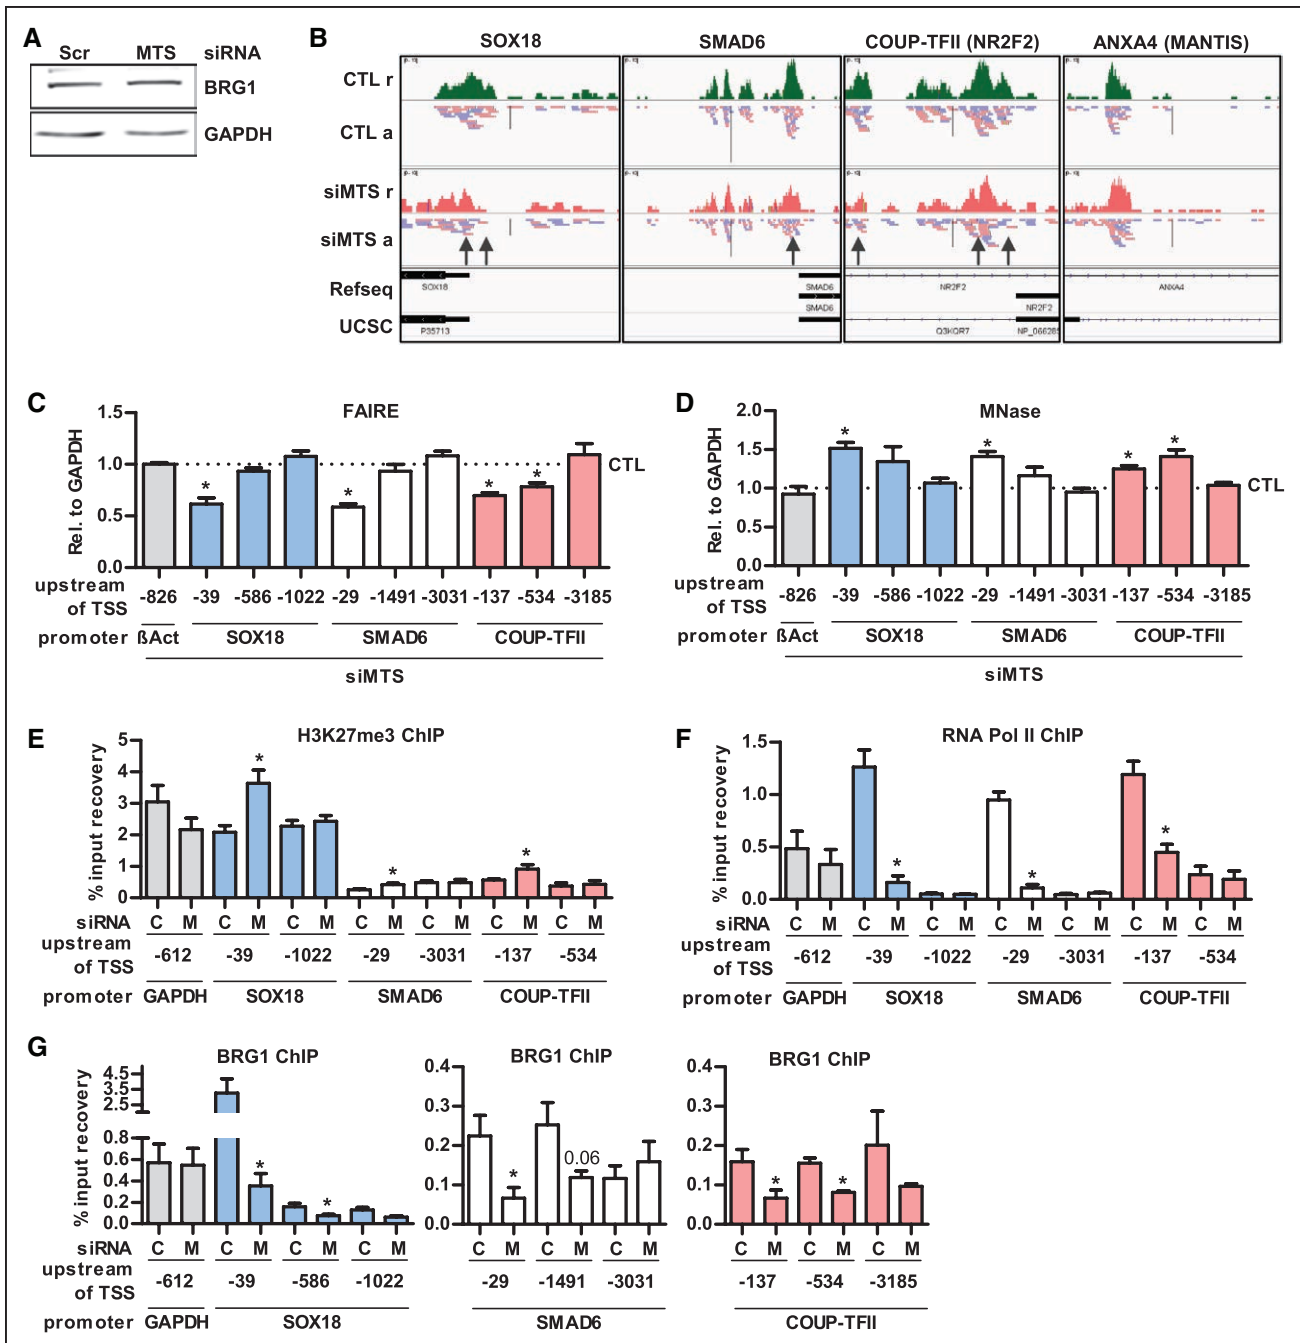 A
Scr MTS siRNA
BRG1
GAPDH
B
SOX18 SMAD6 COUP-TFII (NR2F2) ANXA4 (MANTIS)
CTL r
CTL a
siMTS r
siMTS a
Refseq
SOX18 SMAD6 NR2F2 ANXA4
SMAD6 NR2F2
UCSC
P35713 Q3KQR7 NP_06628
C
FAIRE
Rel. to GAPDH
1.5
1.0
0.5
0.0
* * * *
CTL
upstream of TSS
-826 -39 -586 -1022 -29 -1491 -3031 -137 -534 -3185
promoter ßAct SOX18 SMAD6 COUP-TFII
siMTS
D
MNase
Rel. to GAPDH
2.0
1.5
1.0
0.5
0.0
* * * *
CTL
upstream of TSS
-826 -39 -586 -1022 -29 -1491 -3031 -137 -534 -3185
promoter ßAct SOX18 SMAD6 COUP-TFII
siMTS
E
H3K27me3 ChIP
% input recovery
5
4
3
2
1
0
* * *
siRNA C M C M C M C M C M C M C M
upstream of TSS
-612 -39 -1022 -29 -3031 -137 -534
promoter GAPDH SOX18 SMAD6 COUP-TFII
F
RNA Pol II ChIP
% input recovery
1.5
1.0
0.5
0.0
* * *
siRNA C M C M C M C M C M C M C M
upstream of TSS
-612 -39 -1022 -29 -3031 -137 -534
promoter GAPDH SOX18 SMAD6 COUP-TFII
G
BRG1 ChIP
% input recovery
4.5
3.5
2.5
0.8
0.6
0.4
0.2
0.0
* *
siRNA C M C M C M C M
upstream of TSS
-612 -39 -586 -1022
promoter GAPDH SOX18
BRG1 ChIP
0.4
0.3
0.2
0.1
0.0
* 0.06
C M C M C M
-29 -1491 -3031
SMAD6
BRG1 ChIP
0.4
0.3
0.2
0.1
0.0
* *
C M C M C M
-137 -534 -3185
COUP-TFII